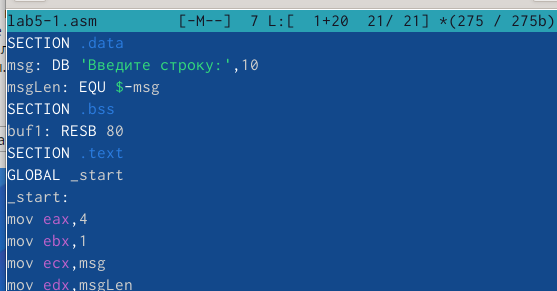 lab5-1.asm [-M--] 7 L:[ 1+20 21/ 21] *(275 / 275b)
SECTION .data
msg: DB 'Введите строку:',10
msgLen: EQU $-msg
SECTION .bss
buf1: RESB 80
SECTION .text
GLOBAL _start
_start:
mov eax,4
mov ebx,1
mov ecx,msg
mov edx,msgLen